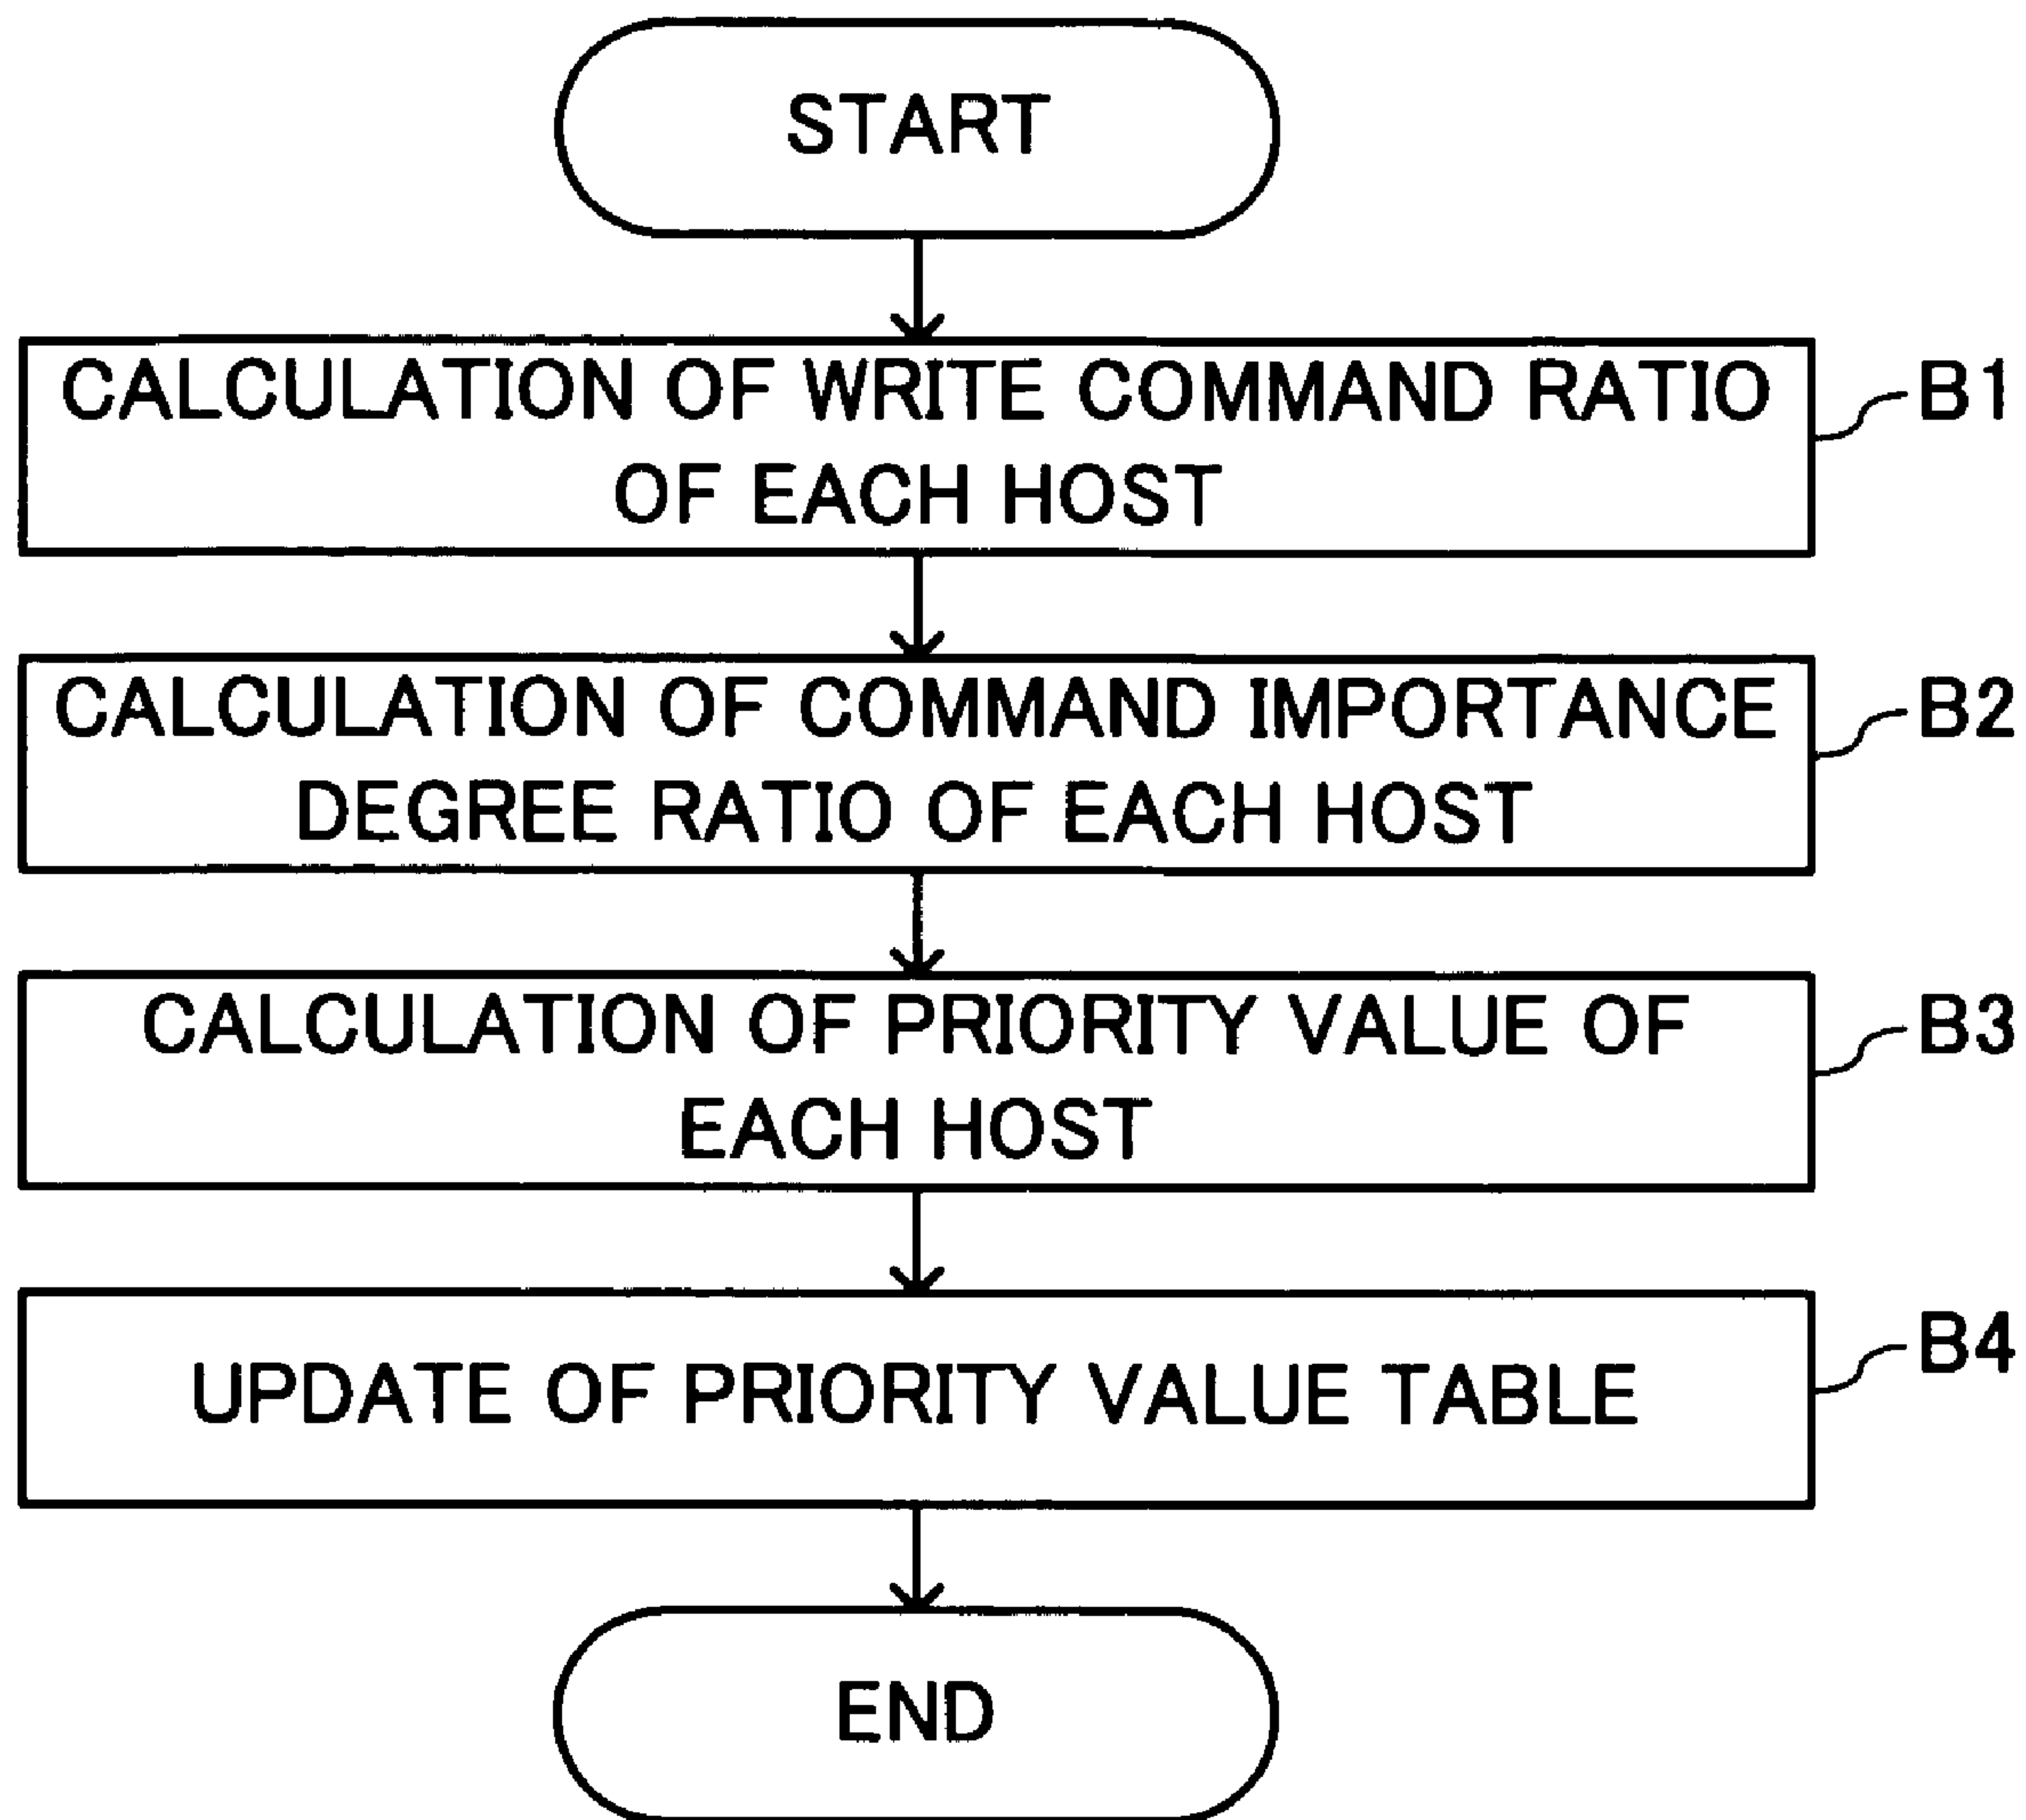 START
CALCULATION OF WRITE COMMAND RATIO
OF EACH HOST
B1
CALCULATION OF COMMAND IMPORTANCE
DEGREE RATIO OF EACH HOST
B2
CALCULATION OF PRIORITY VALUE OF
EACH HOST
B3
UPDATE OF PRIORITY VALUE TABLE
B4
END